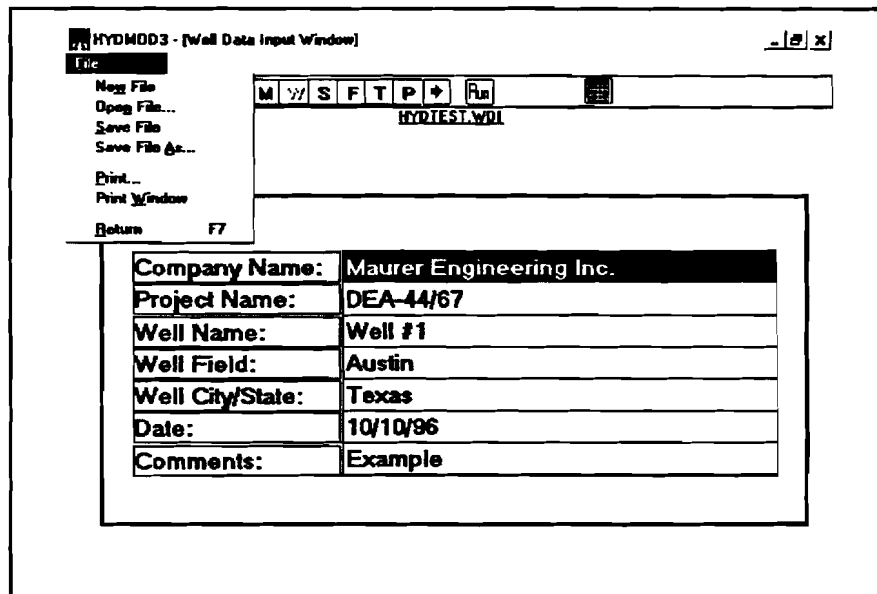 HYDMOD3 - [Well Data Input Window]
File
New File
Open File...
Save File
Save File As...
Print...
Print Window
Return F7
M W S F T P Run
HYDTEST.WDI
Company Name: Maurer Engineering Inc.
Project Name: DEA-44/67
Well Name: Well #1
Well Field: Austin
Well City/State: Texas
Date: 10/10/96
Comments: Example